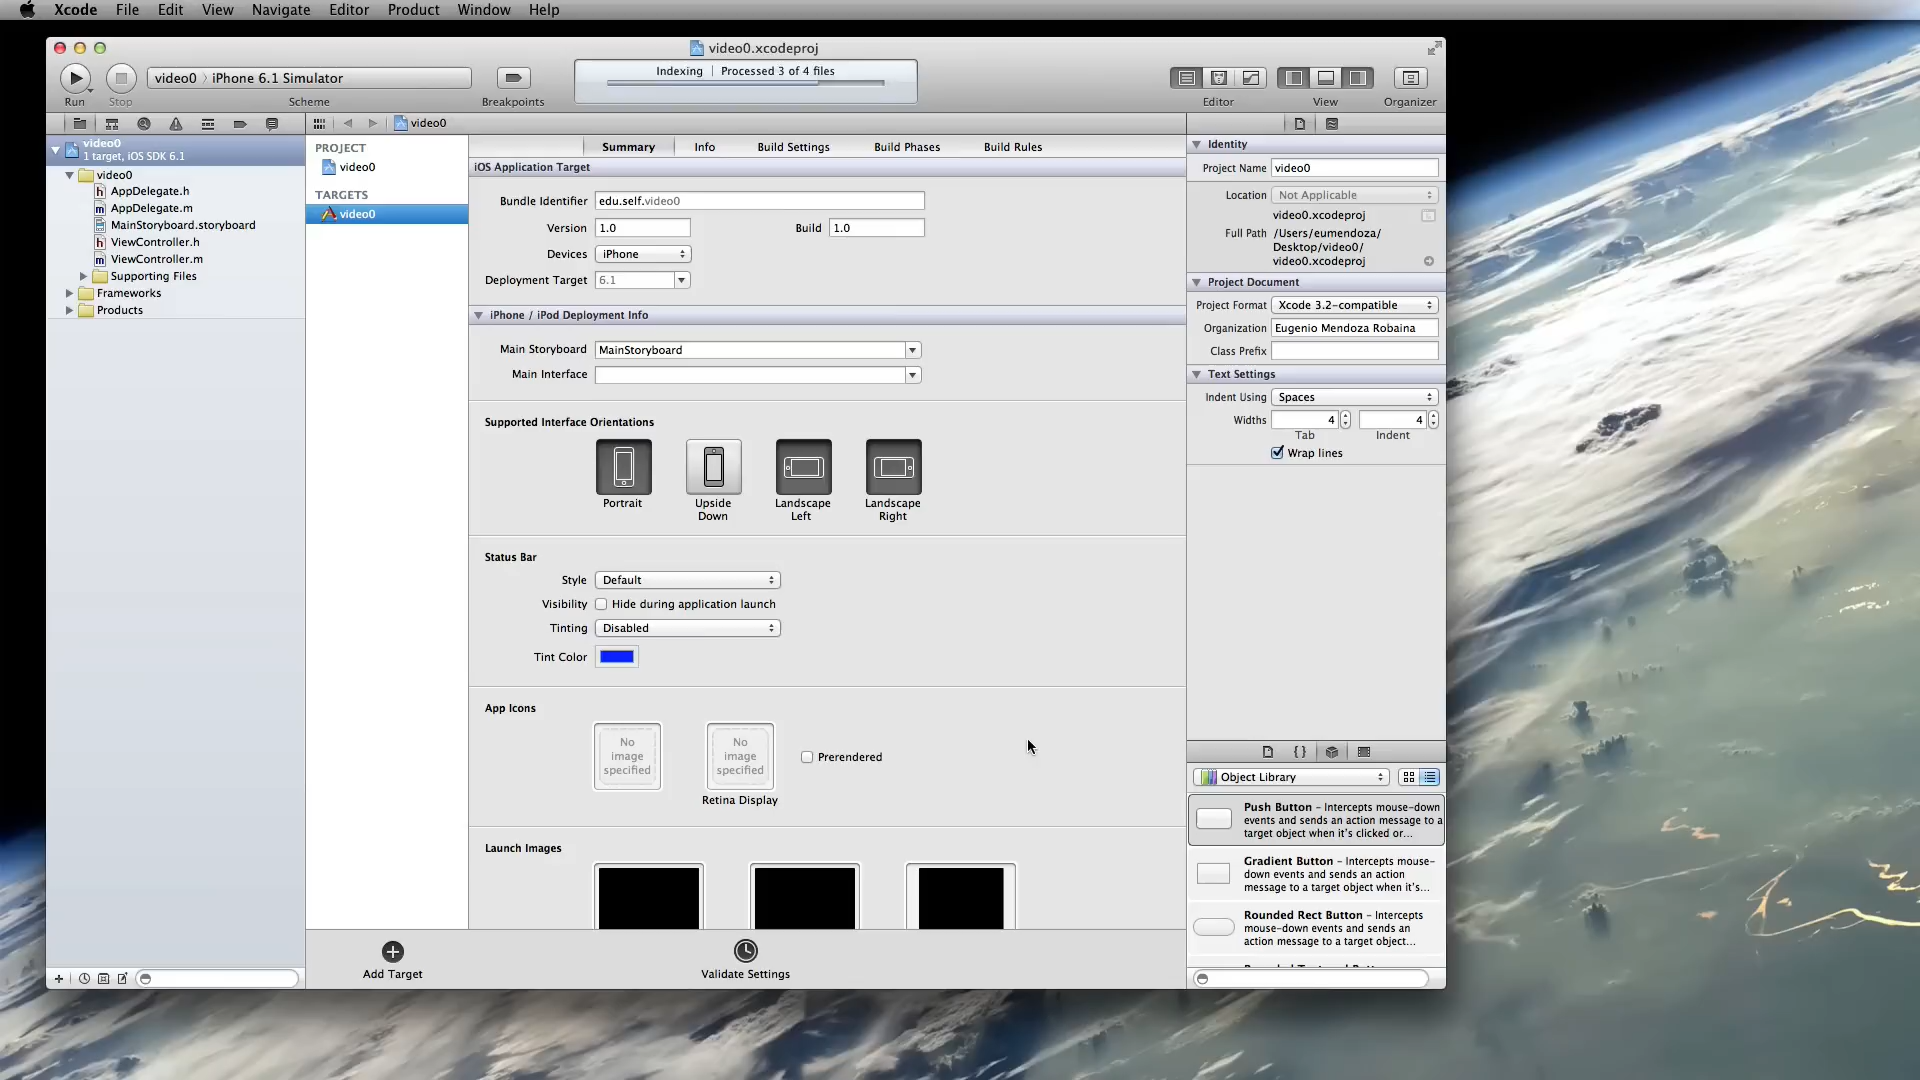 Xcode File Edit View Navigate Editor Product Window Help
video0.xcodeproj
video0 〉 iPhone 6.1 Simulator
Indexing | Processed 3 of 4 files
Run Stop Scheme Breakpoints Editor View Organizer
video0
1 target, iOS SDK 6.1
video0
AppDelegate.h
AppDelegate.m
MainStoryboard.storyboard
ViewController.h
ViewController.m
Supporting Files
Frameworks
Products
video0
PROJECT
video0
TARGETS
video0
Summary Info Build Settings Build Phases Build Rules
iOS Application Target
Bundle Identifier edu.self.video0
Version 1.0 Build 1.0
Devices iPhone
Deployment Target 6.1
iPhone / iPod Deployment Info
Main Storyboard MainStoryboard
Main Interface
Supported Interface Orientations
Portrait
Upside
Down
Landscape
Left
Landscape
Right
Status Bar
Style Default
Visibility Hide during application launch
Tinting Disabled
Tint Color
App Icons
No
image
specified
No
image
specified
Prerendered
Retina Display
Launch Images
Add Target
Validate Settings
Identity
Project Name video0
Location Not Applicable
video0.xcodeproj
Full Path /Users/eumendoza/
Desktop/video0/
video0.xcodeproj
Project Document
Project Format Xcode 3.2-compatible
Organization Eugenio Mendoza Robaina
Class Prefix
Text Settings
Indent Using Spaces
Widths 4 4
Tab Indent
Wrap lines
{ }
Object Library
Push Button – Intercepts mouse-down
events and sends an action message to a
target object when it's clicked or...
Gradient Button – Intercepts mouse-
down events and sends an action
message to a target object when it's...
Rounded Rect Button – Intercepts
mouse-down events and sends an
action message to a target object...